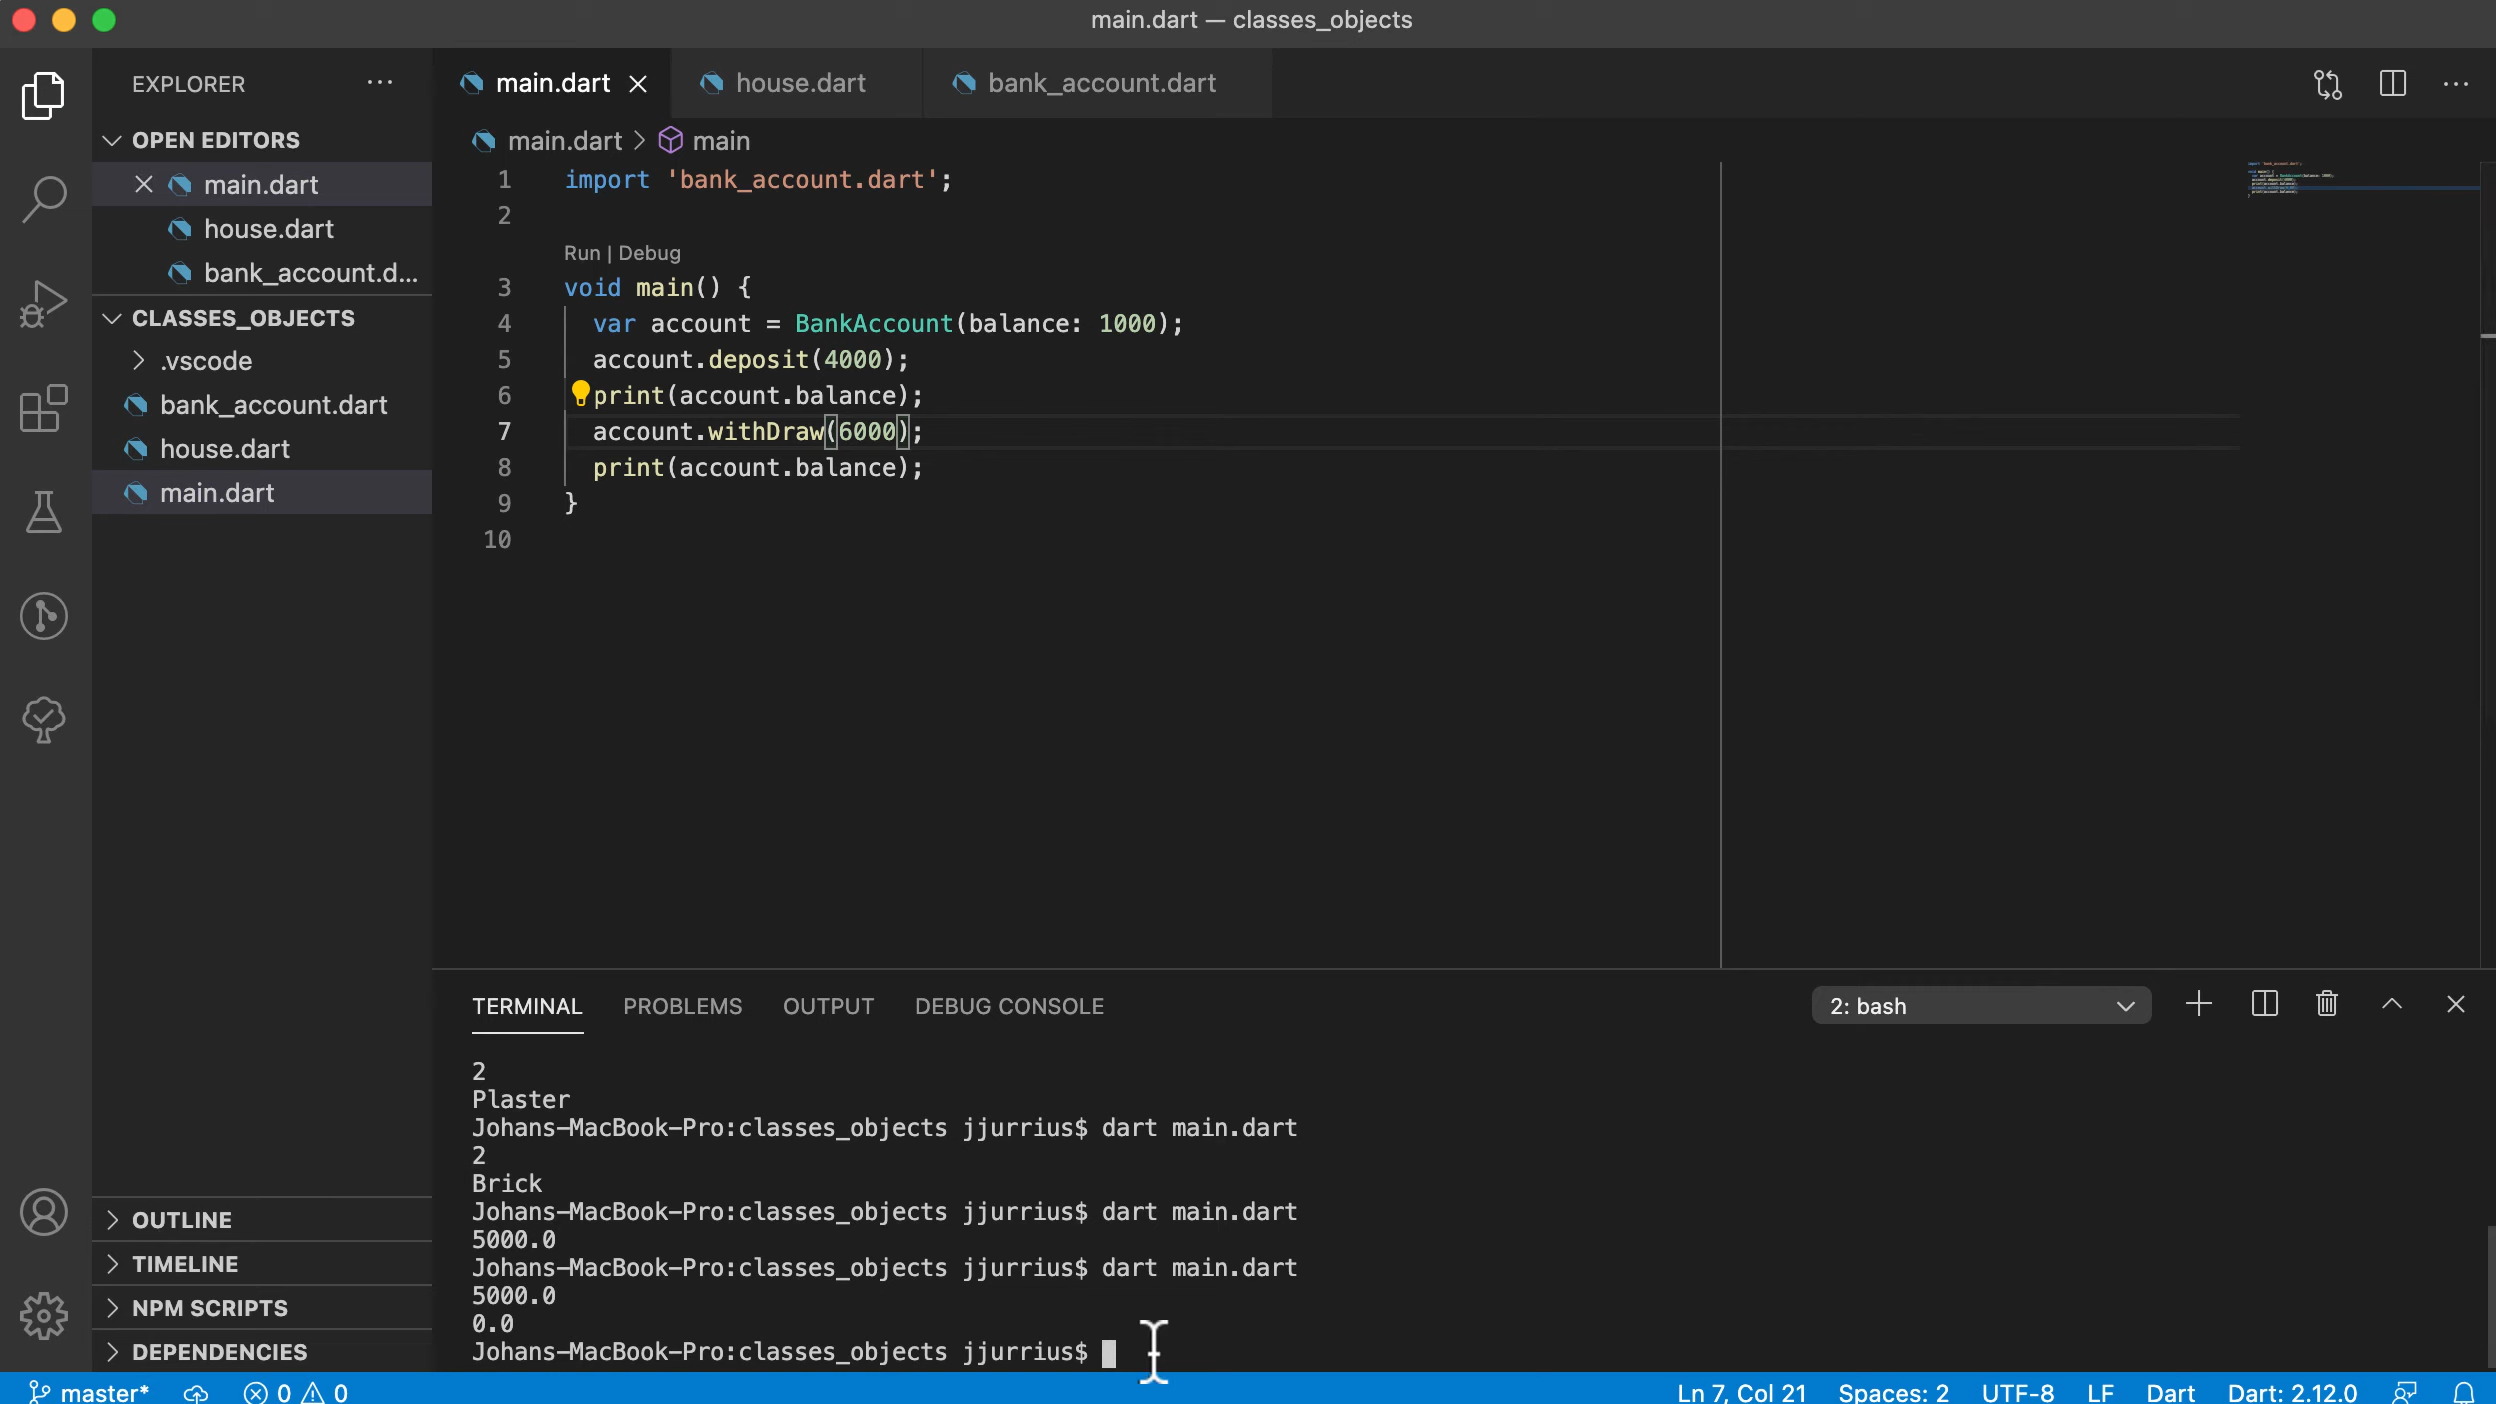 main.dart — classes_objects
EXPLORER
OPEN EDITORS
main.dart
house.dart
bank_account.d...
CLASSES_OBJECTS
.vscode
bank_account.dart
house.dart
main.dart
OUTLINE
TIMELINE
NPM SCRIPTS
DEPENDENCIES
main.dart house.dart bank_account.dart
main.dart > main
1 import 'bank_account.dart';
2
Run | Debug
3 void main() {
4 var account = BankAccount(balance: 1000);
5 account.deposit(4000);
6 print(account.balance);
7 account.withDraw(6000);
8 print(account.balance);
9 }
10
TERMINAL PROBLEMS OUTPUT DEBUG CONSOLE 2: bash
2
Plaster
Johans-MacBook-Pro:classes_objects jjurrius$ dart main.dart
2
Brick
Johans-MacBook-Pro:classes_objects jjurrius$ dart main.dart
5000.0
Johans-MacBook-Pro:classes_objects jjurrius$ dart main.dart
5000.0
0.0
Johans-MacBook-Pro:classes_objects jjurrius$
master* 0 0 Ln 7, Col 21 Spaces: 2 UTF-8 LF Dart Dart: 2.12.0